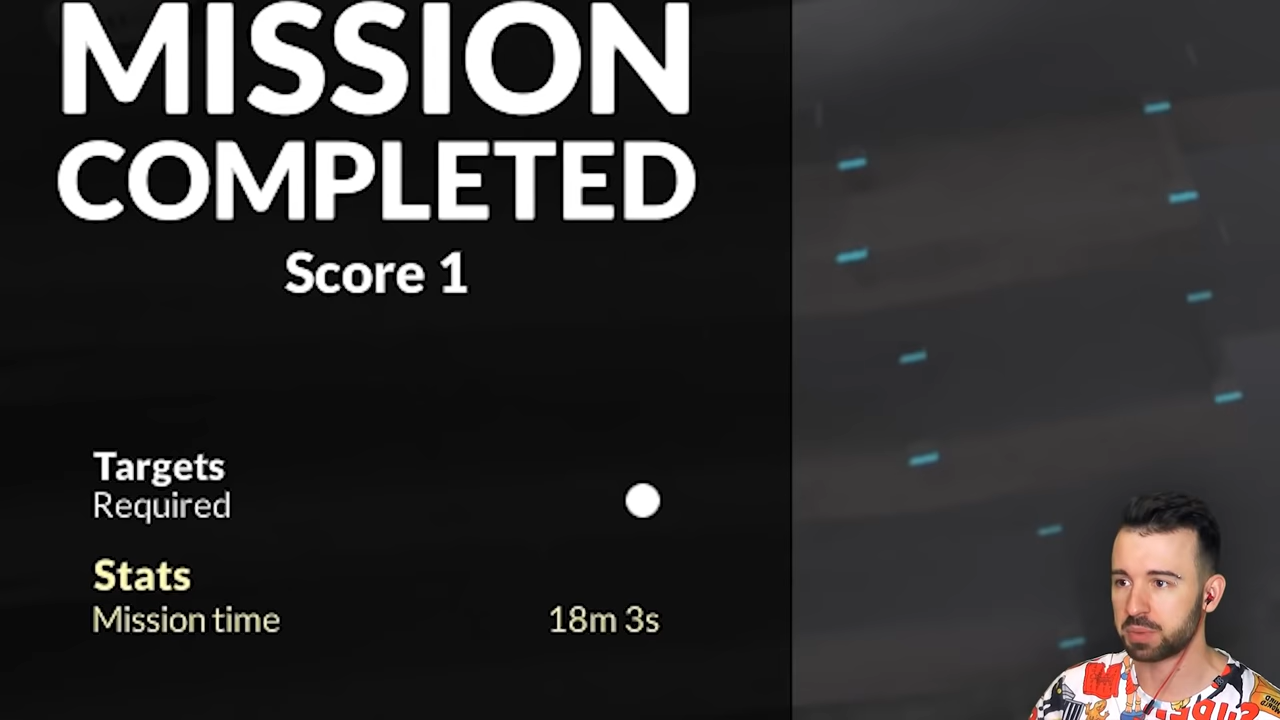 MISSION
COMPLETED
Score 1
Targets
Required
Stats
Mission time 18m 3s